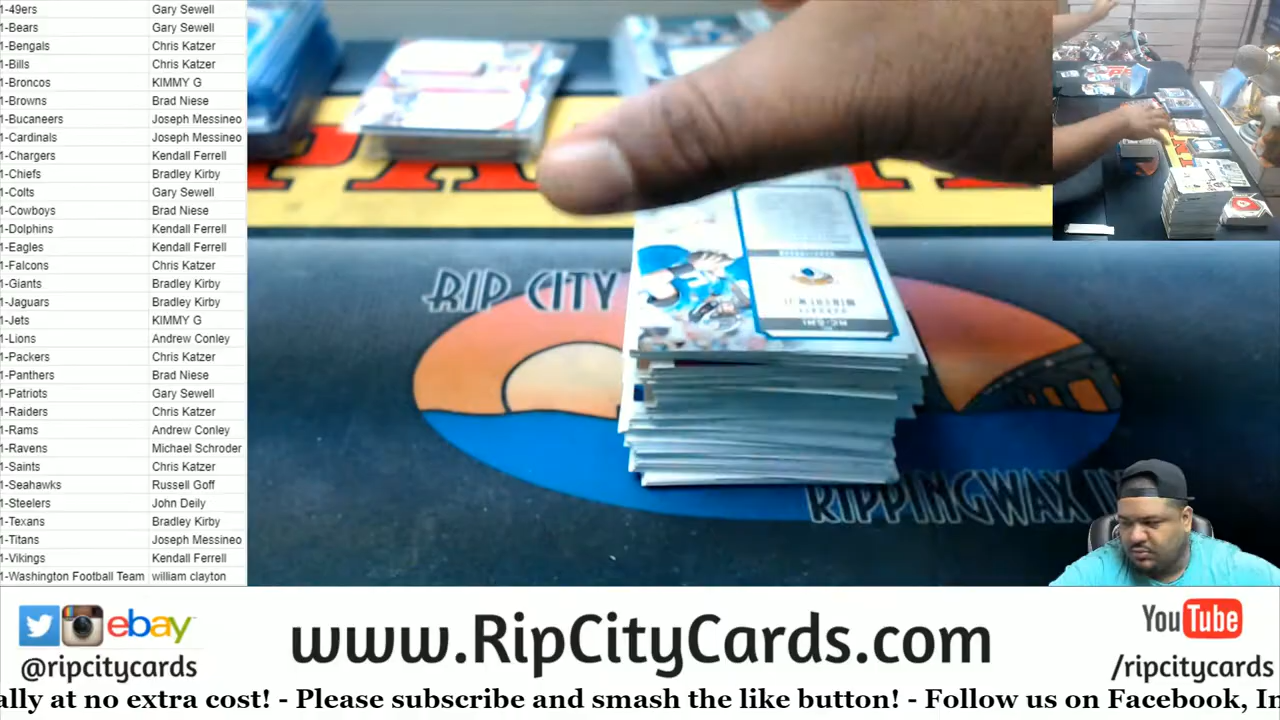 1-49ers Gary Sewell
1-Bears Gary Sewell
1-Bengals Chris Katzer
1-Bills Chris Katzer
1-Broncos KIMMY G
1-Browns Brad Niese
1-Bucaneers Joseph Messineo
1-Cardinals Joseph Messineo
1-Chargers Kendall Ferrell
1-Chiefs Bradley Kirby
1-Colts Gary Sewell
1-Cowboys Brad Niese
1-Dolphins Kendall Ferrell
1-Eagles Kendall Ferrell
1-Falcons Chris Katzer
1-Giants Bradley Kirby
1-Jaguars Bradley Kirby
1-Jets KIMMY G
1-Lions Andrew Conley
1-Packers Chris Katzer
1-Panthers Brad Niese
1-Patriots Gary Sewell
1-Raiders Chris Katzer
1-Rams Andrew Conley
1-Ravens Michael Schroder
1-Saints Chris Katzer
1-Seahawks Russell Goff
1-Steelers John Deily
1-Texans Bradley Kirby
1-Titans Joseph Messineo
1-Vikings Kendall Ferrell
1-Washington Football Team william clayton
RIP CITY
RIPPINGWAX
ebay
@ripcitycards
www.RipCityCards.com
YouTube
/ripcitycards
ally at no extra cost! - Please subscribe and smash the like button! - Follow us on Facebook, In